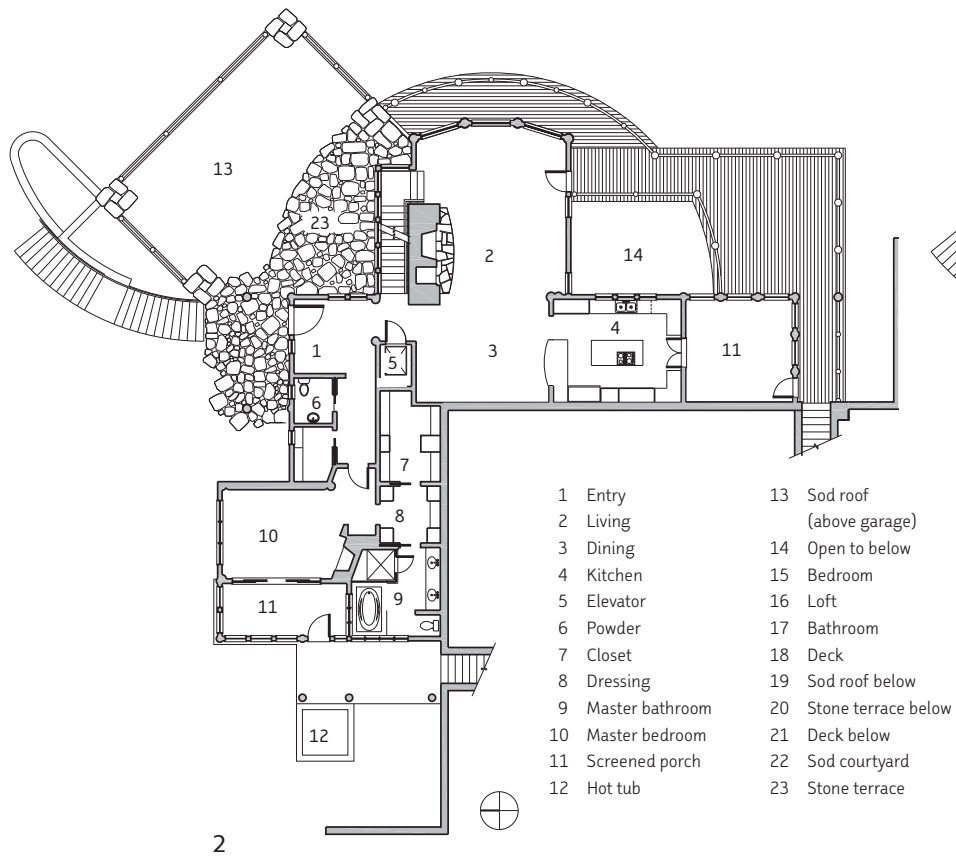 13
23
2
14
4
11
1
3
5
6
7
8
10
9
11
12
1 Entry
2 Living
3 Dining
4 Kitchen
5 Elevator
6 Powder
7 Closet
8 Dressing
9 Master bathroom
10 Master bedroom
11 Screened porch
12 Hot tub
13 Sod roof
(above garage)
14 Open to below
15 Bedroom
16 Loft
17 Bathroom
18 Deck
19 Sod roof below
20 Stone terrace below
21 Deck below
22 Sod courtyard
23 Stone terrace
2